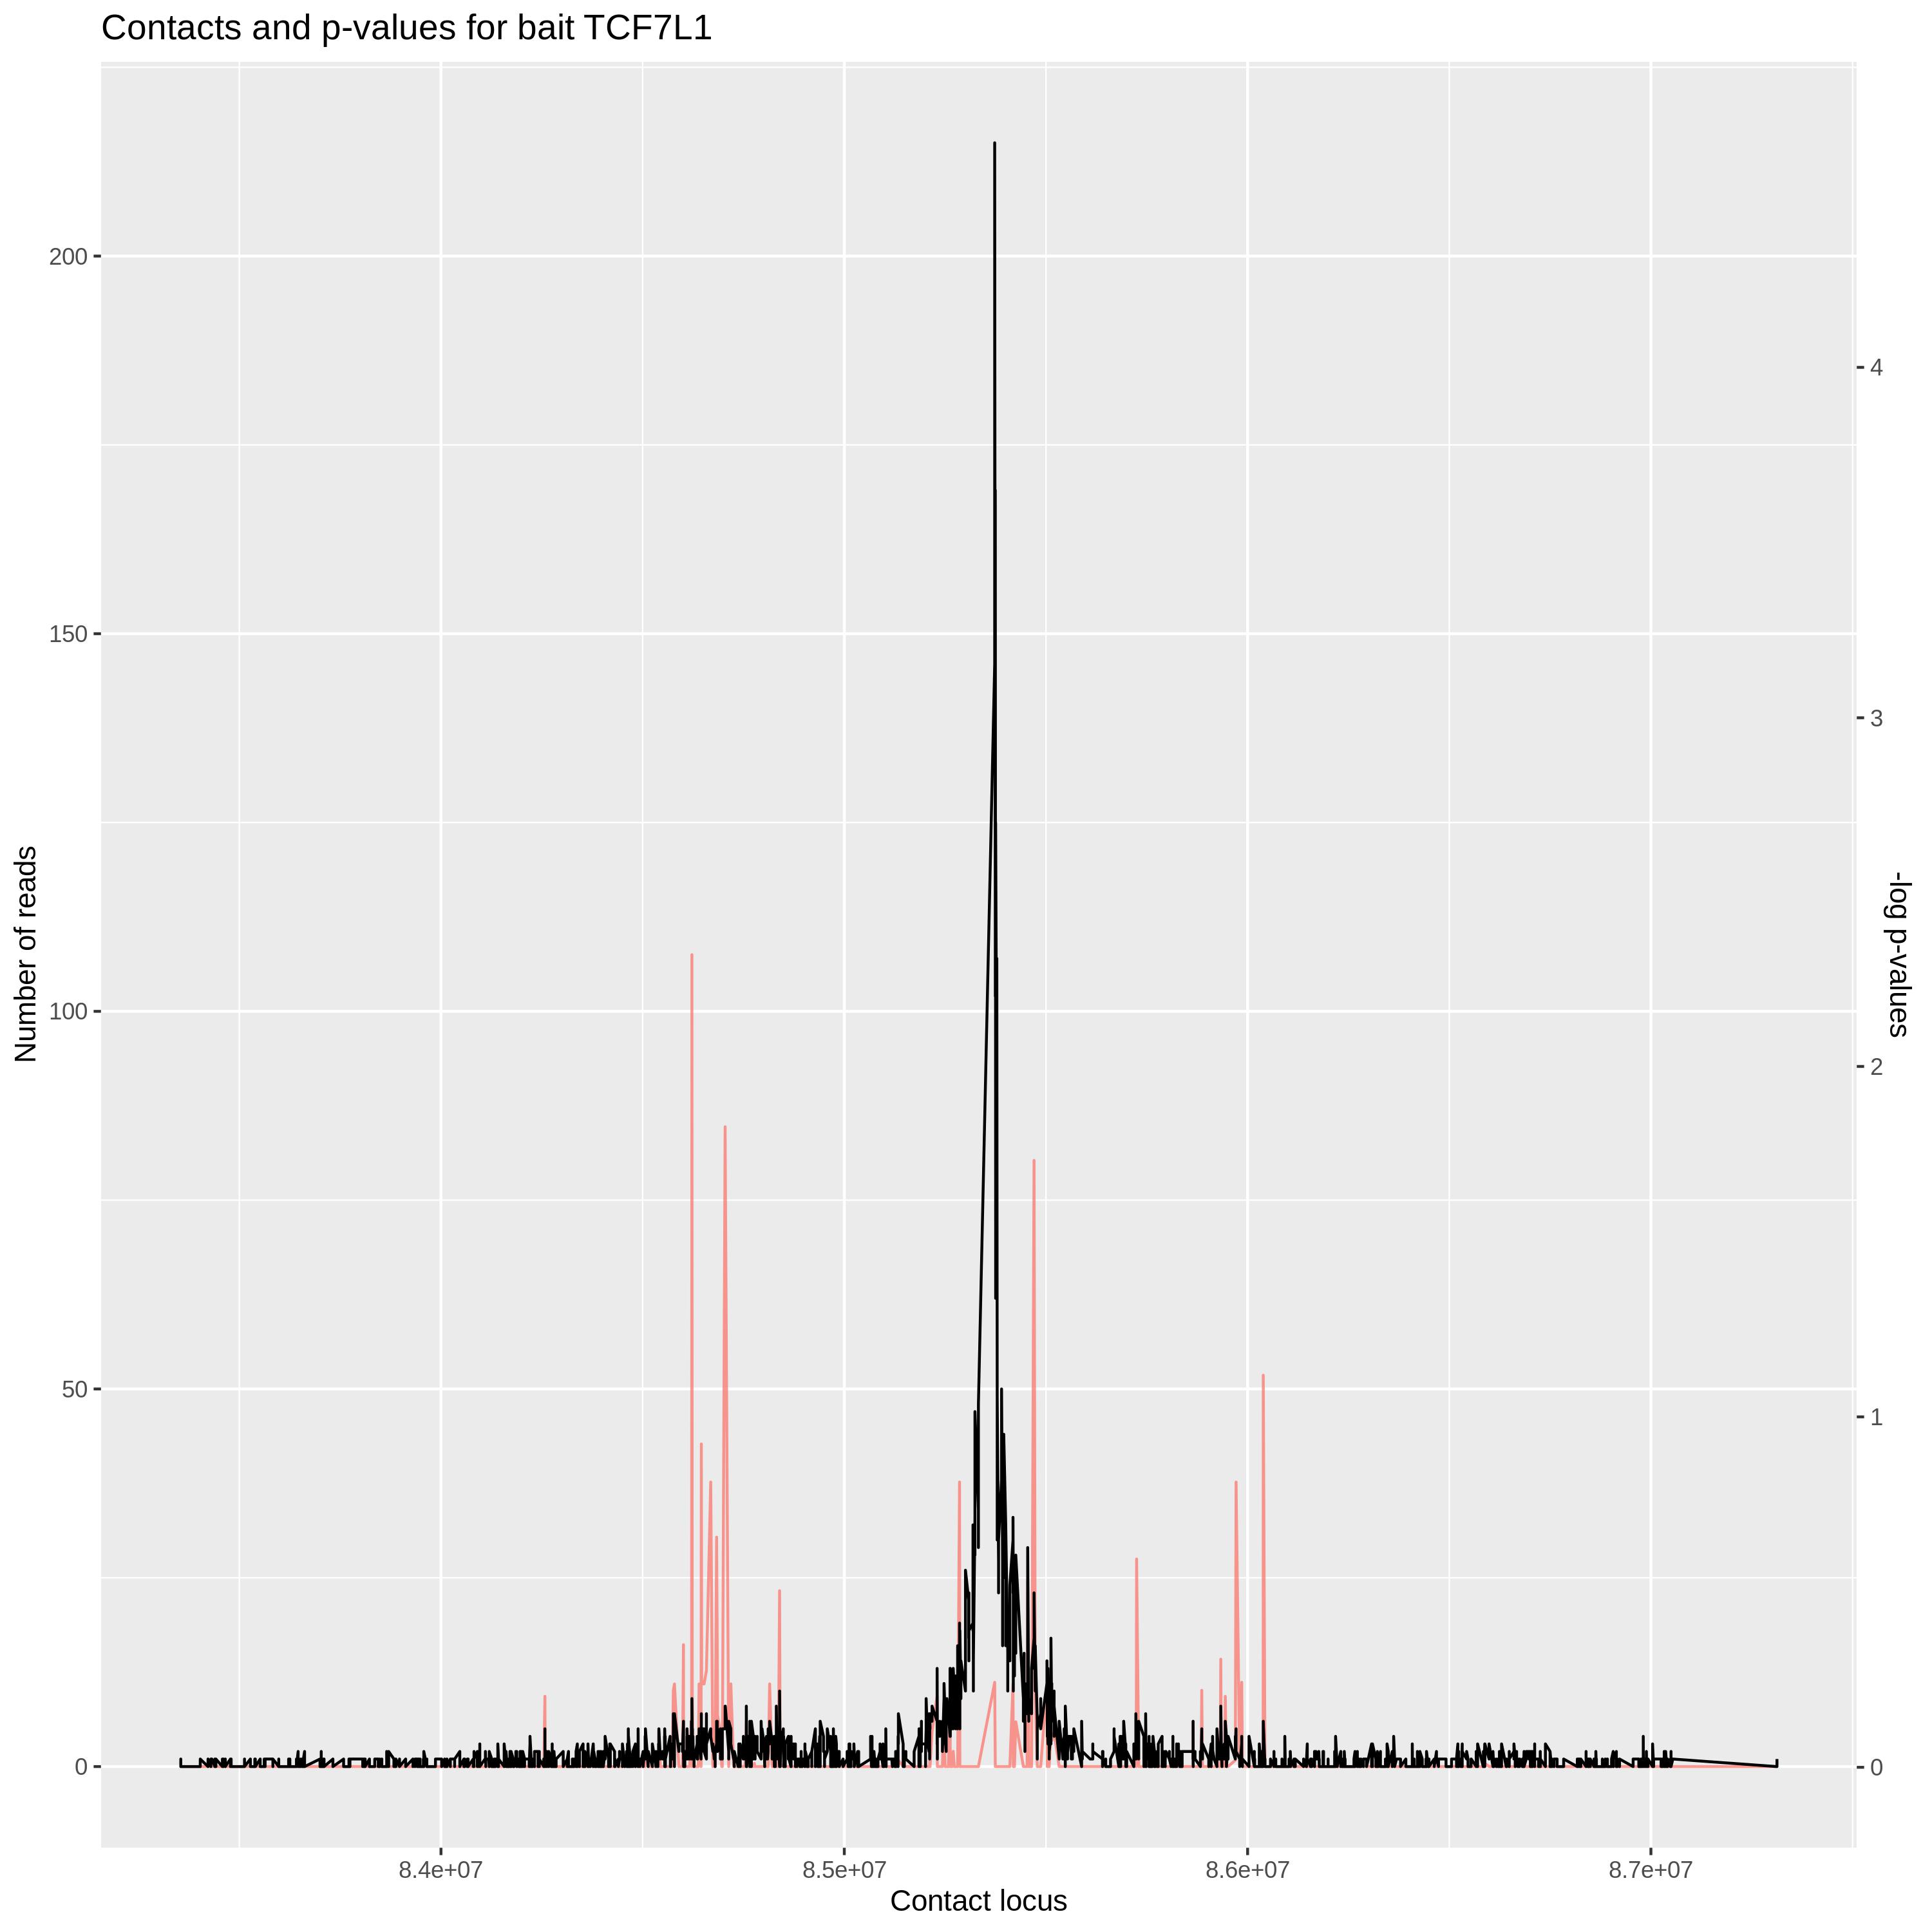 Contacts and p-values for bait TCF7L1
Number of reads
200
150
100
50
0
4
3
2
1
0
-log p-values
8.4e+07
8.5e+07
8.6e+07
8.7e+07
Contact locus